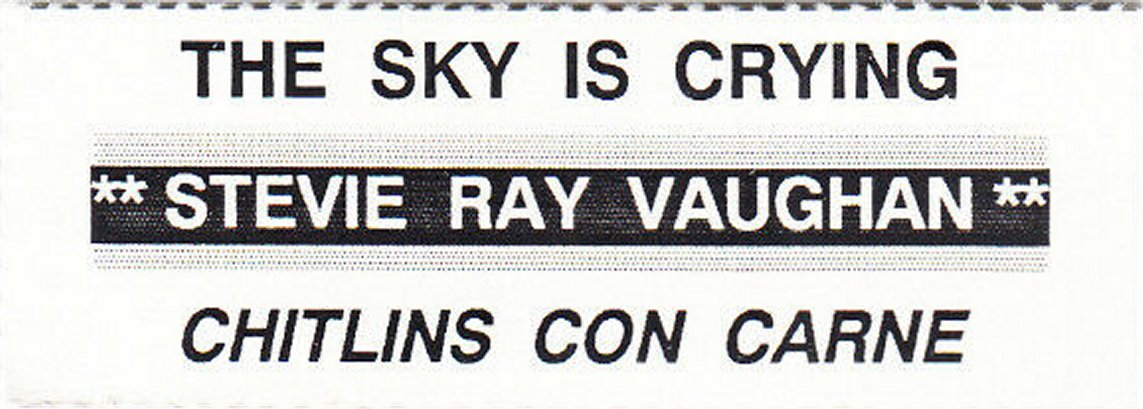 THE SKY IS CRYING
** STEVIE RAY VAUGHAN **
CHITLINS CON CARNE